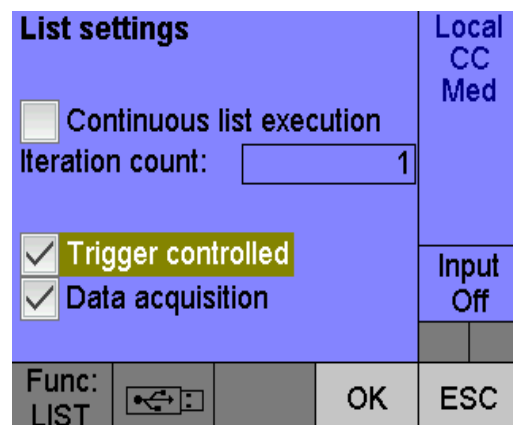 List settings
Local
CC
Med
Continuous list execution
Iteration count: 1
Trigger controlled
Data acquisition
Input
Off
Func:
LIST
OK
ESC